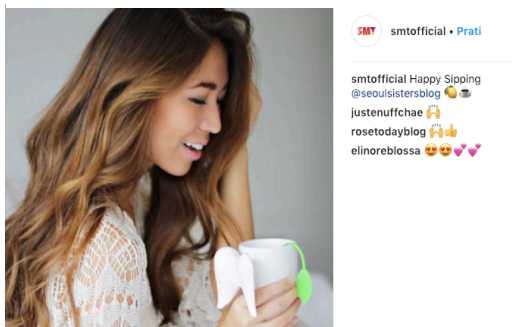 SMT
smtofficial • Prati
smtofficial Happy Sipping
@seoulsistersblog 🍋☕
justenuffchae 🙌
rosetodayblog 🙌👍
elinoreblossa 😍😍💕💕